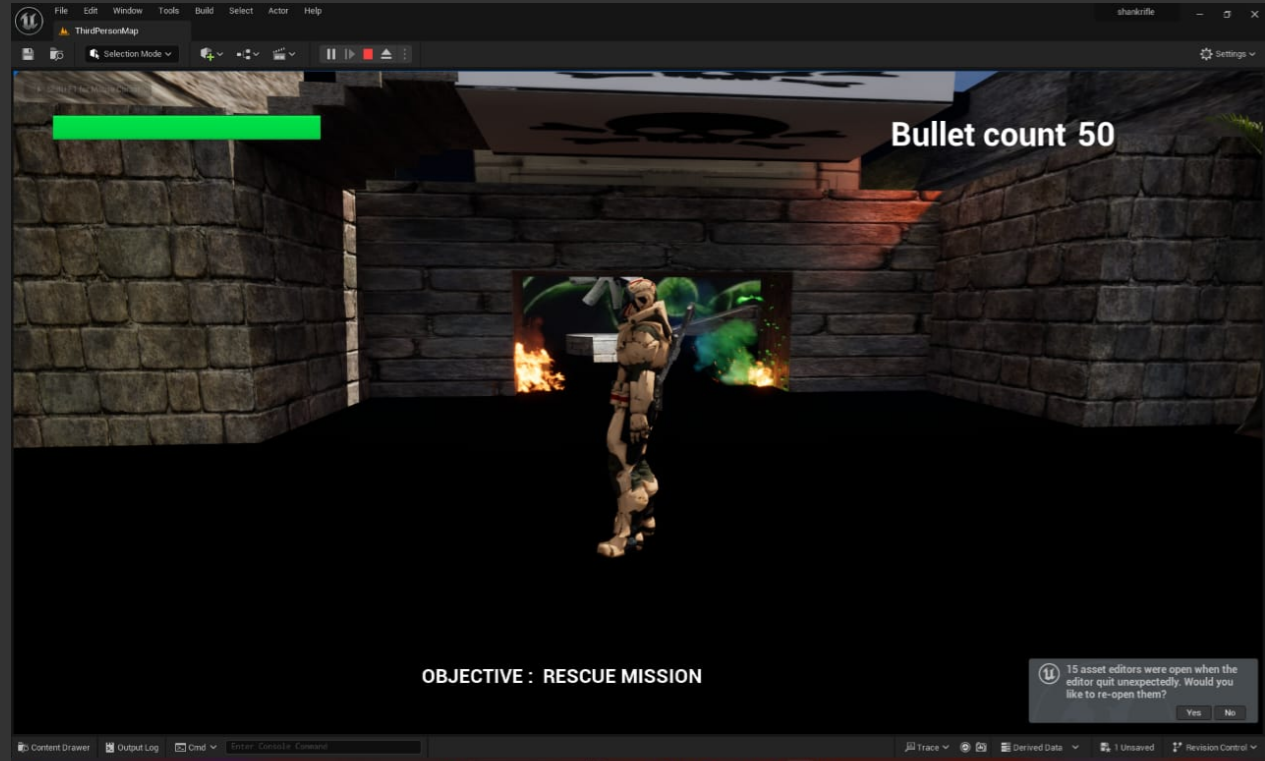 File Edit Window Tools Build Select Actor Help
shankrifle
ThirdPersonMap
Selection Mode
Settings
Bullet count 50
OBJECTIVE : RESCUE MISSION
15 asset editors were open when the
editor quit unexpectedly. Would you
like to re-open them?
Yes No
Content Drawer Output Log Cmd Enter Console Command
Trace Derived Data 1 Unsaved Revision Control